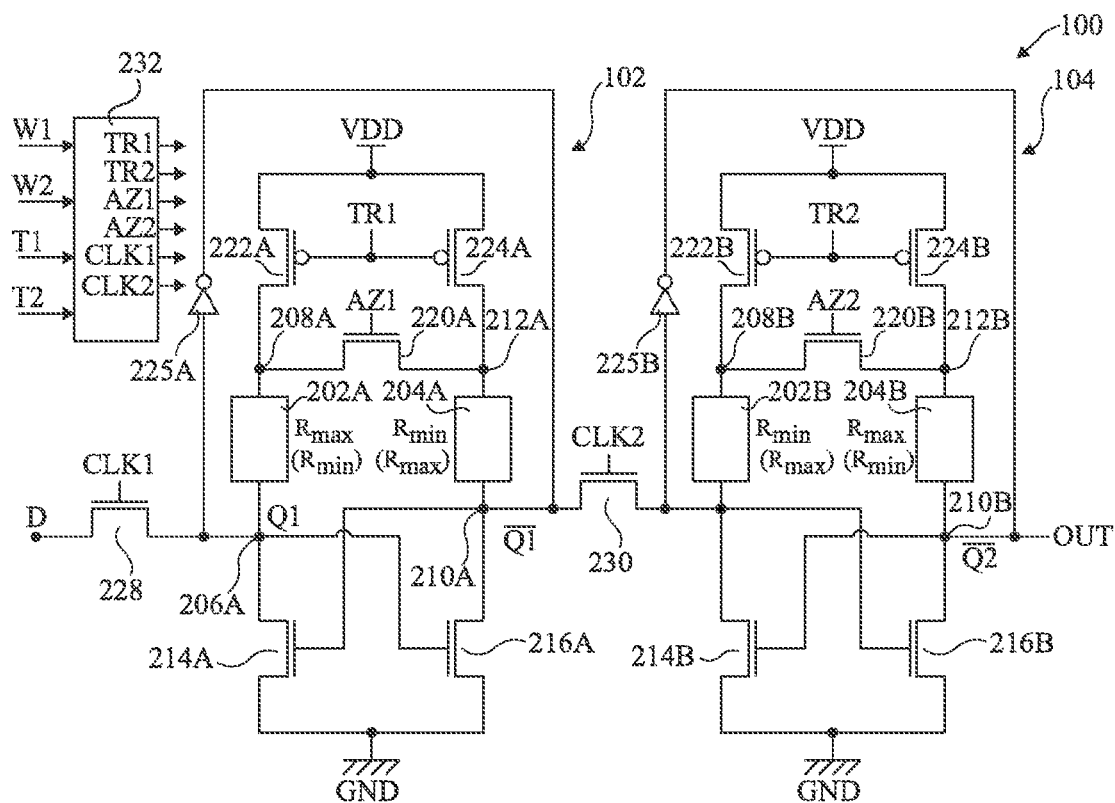 100
232
102
104
W1
W2
T1
T2
TR1
TR2
AZ1
AZ2
CLK1
CLK2
VDD
VDD
TR1
TR2
222A
224A
222B
224B
AZ1
AZ2
208A
220A
212A
208B
220B
212B
225A
225B
202A
204A
202B
204B
Rmax
(Rmin)
Rmin
(Rmax)
Rmin
(Rmax)
Rmax
(Rmin)
CLK1
CLK2
D
228
Q1
206A
210A
Q̅1̅
230
210B
Q̅2̅
OUT
214A
216A
214B
216B
GND
GND